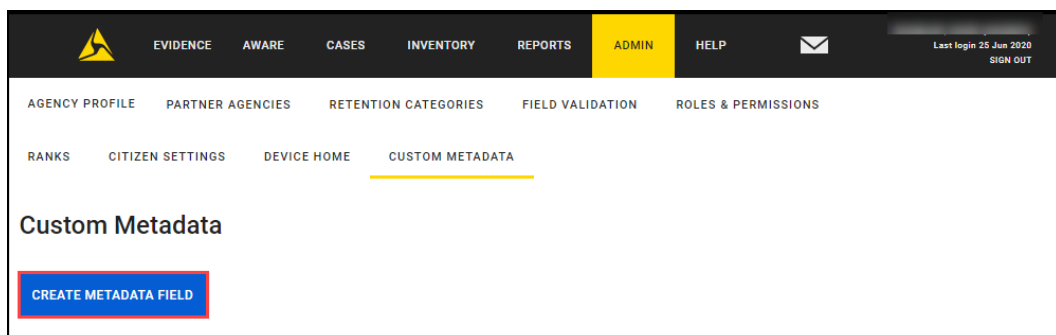 EVIDENCE AWARE CASES INVENTORY REPORTS ADMIN HELP
Last login 25 Jun 2020
SIGN OUT
AGENCY PROFILE PARTNER AGENCIES RETENTION CATEGORIES FIELD VALIDATION ROLES & PERMISSIONS
RANKS CITIZEN SETTINGS DEVICE HOME CUSTOM METADATA
Custom Metadata
CREATE METADATA FIELD